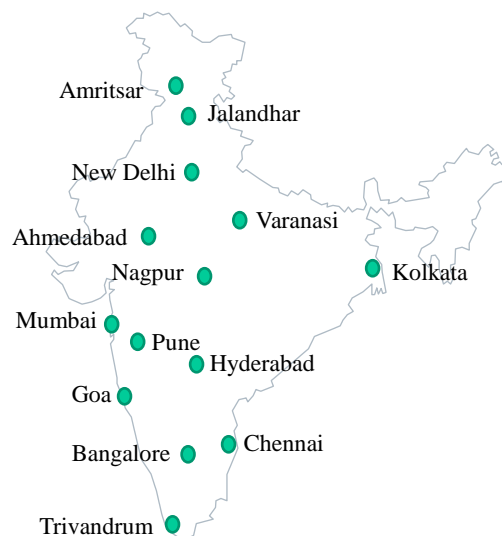 Amritsar
Jalandhar
New Delhi
Varanasi
Ahmedabad
Nagpur
Kolkata
Mumbai
Pune
Hyderabad
Goa
Chennai
Bangalore
Trivandrum